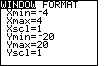 WINDOW FORMAT
Xmin=-4
Xmax=4
Xscl=1
Ymin=-20
Ymax=20
Yscl=1